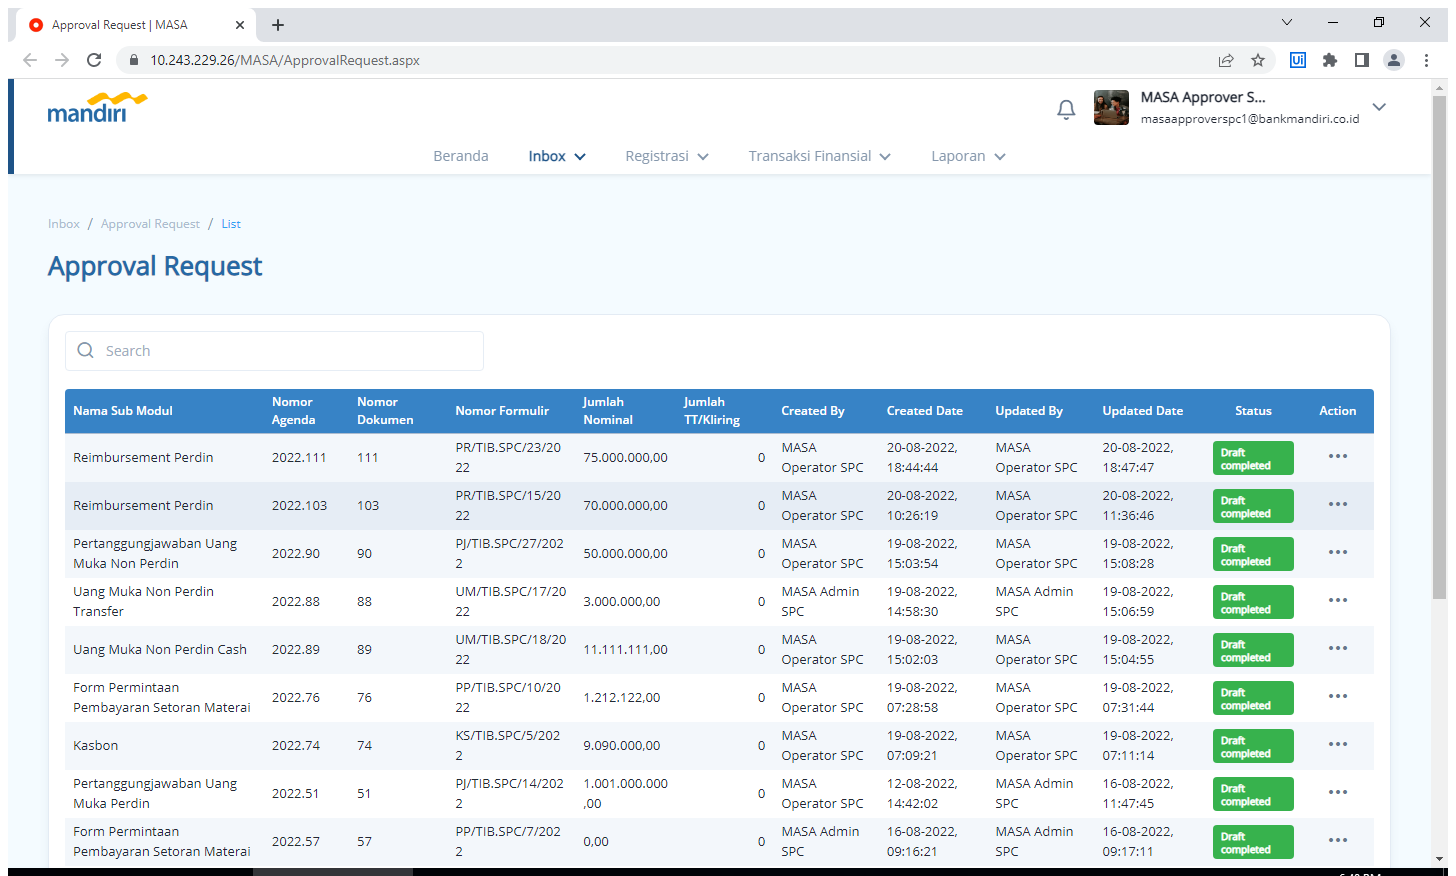 Approval Request | MASA
10.243.229.26/MASA/ApprovalRequest.aspx
mandiri
MASA Approver S...
masaapproverspc1@bankmandiri.co.id
Beranda Inbox Registrasi Transaksi Finansial Laporan
Inbox / Approval Request / List
Approval Request
Search
Nama Sub Modul Nomor Agenda Nomor Dokumen Nomor Formulir Jumlah Nominal Jumlah TT/Kliring Created By Created Date Updated By Updated Date Status Action
Reimbursement Perdin 2022.111 111 PR/TIB.SPC/23/2022 75.000.000,00 0 MASA Operator SPC 20-08-2022, 18:44:44 MASA Operator SPC 20-08-2022, 18:47:47 Draft completed
Reimbursement Perdin 2022.103 103 PR/TIB.SPC/15/2022 70.000.000,00 0 MASA Operator SPC 20-08-2022, 10:26:19 MASA Operator SPC 20-08-2022, 11:36:46 Draft completed
Pertanggungjawaban Uang Muka Non Perdin 2022.90 90 PJ/TIB.SPC/27/2022 50.000.000,00 0 MASA Operator SPC 19-08-2022, 15:03:54 MASA Operator SPC 19-08-2022, 15:08:28 Draft completed
Uang Muka Non Perdin Transfer 2022.88 88 UM/TIB.SPC/17/2022 3.000.000,00 0 MASA Admin SPC 19-08-2022, 14:58:30 MASA Admin SPC 19-08-2022, 15:06:59 Draft completed
Uang Muka Non Perdin Cash 2022.89 89 UM/TIB.SPC/18/2022 11.111.111,00 0 MASA Operator SPC 19-08-2022, 15:02:03 MASA Operator SPC 19-08-2022, 15:04:55 Draft completed
Form Permintaan Pembayaran Setoran Materai 2022.76 76 PP/TIB.SPC/10/2022 1.212.122,00 0 MASA Operator SPC 19-08-2022, 07:28:58 MASA Operator SPC 19-08-2022, 07:31:44 Draft completed
Kasbon 2022.74 74 KS/TIB.SPC/5/2022 9.090.000,00 0 MASA Operator SPC 19-08-2022, 07:09:21 MASA Operator SPC 19-08-2022, 07:11:14 Draft completed
Pertanggungjawaban Uang Muka Perdin 2022.51 51 PJ/TIB.SPC/14/2022 1.001.000.000,00 0 MASA Operator SPC 12-08-2022, 14:42:02 MASA Admin SPC 16-08-2022, 11:47:45 Draft completed
Form Permintaan Pembayaran Setoran Materai 2022.57 57 PP/TIB.SPC/7/2022 0,00 0 MASA Admin SPC 16-08-2022, 09:16:21 MASA Admin SPC 16-08-2022, 09:17:11 Draft completed